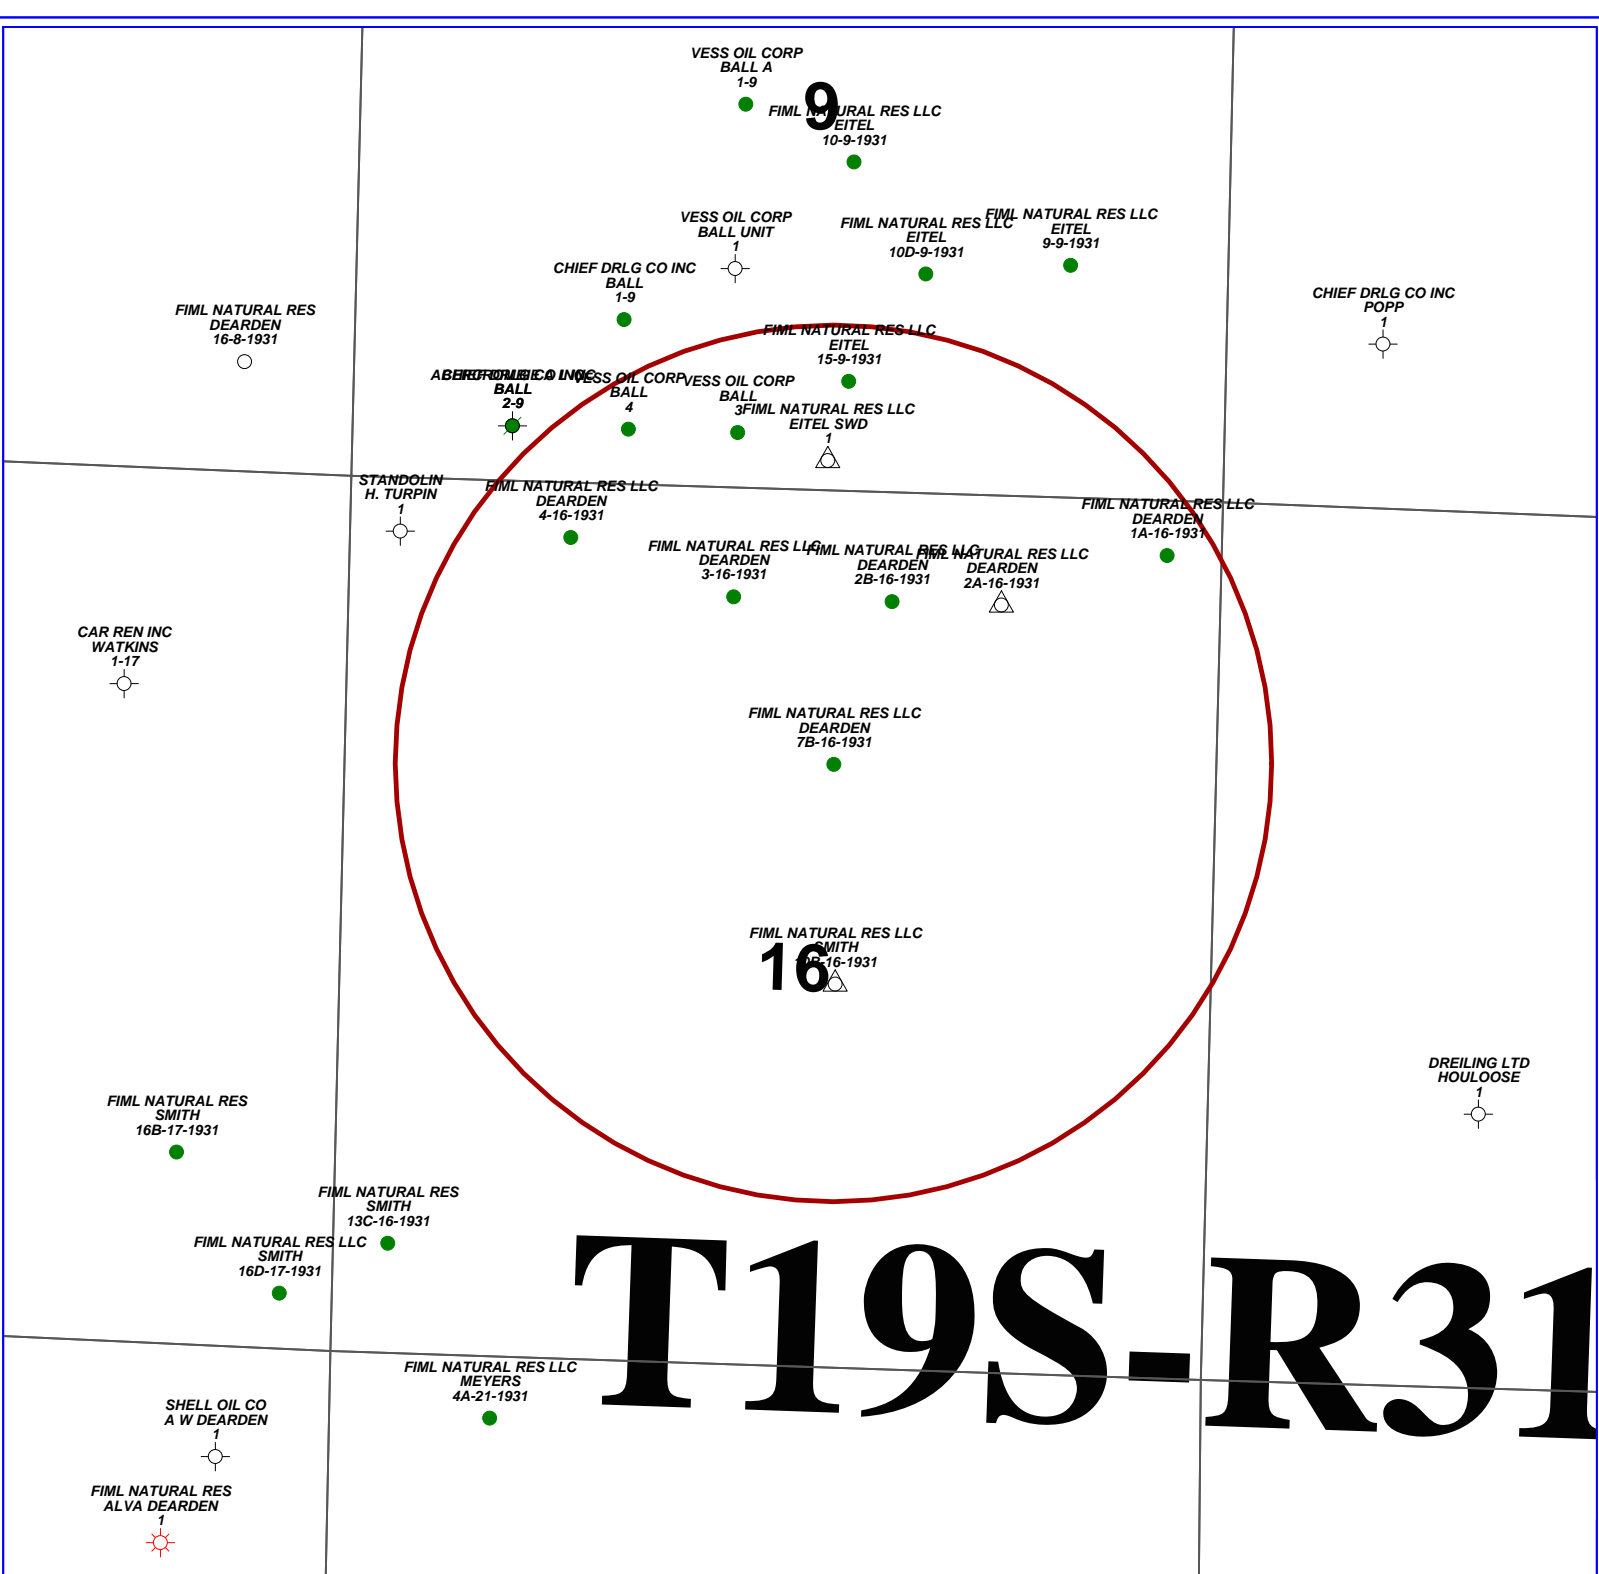 VESS OIL CORP
BALL A
1-9
9
FIML NATURAL RES LLC
EITEL
10-9-1931
VESS OIL CORP
BALL UNIT
1
FIML NATURAL RES LLC
EITEL
10D-9-1931
FIML NATURAL RES LLC
EITEL
9-9-1931
CHIEF DRLG CO INC
BALL
1-9
CHIEF DRLG CO INC
POPP
1
FIML NATURAL RES
DEARDEN
16-8-1931
FIML NATURAL RES LLC
EITEL
15-9-1931
BALL
2-9
VESS OIL CORP
BALL
4
VESS OIL CORP
BALL
3
FIML NATURAL RES LLC
EITEL SWD
1
STANDOLIN
H. TURPIN
1
FIML NATURAL RES LLC
DEARDEN
4-16-1931
FIML NATURAL RES LLC
DEARDEN
1A-16-1931
FIML NATURAL RES LLC
DEARDEN
3-16-1931
FIML NATURAL RES LLC
DEARDEN
2B-16-1931
FIML NATURAL RES LLC
DEARDEN
2A-16-1931
CAR REN INC
WATKINS
1-17
FIML NATURAL RES LLC
DEARDEN
7B-16-1931
FIML NATURAL RES LLC
SMITH
10B-16-1931
16
DREILING LTD
HOULOOSE
1
FIML NATURAL RES
SMITH
16B-17-1931
FIML NATURAL RES
SMITH
13C-16-1931
FIML NATURAL RES LLC
SMITH
16D-17-1931
T19S-R31
FIML NATURAL RES LLC
MEYERS
4A-21-1931
SHELL OIL CO
A W DEARDEN
1
FIML NATURAL RES
ALVA DEARDEN
1